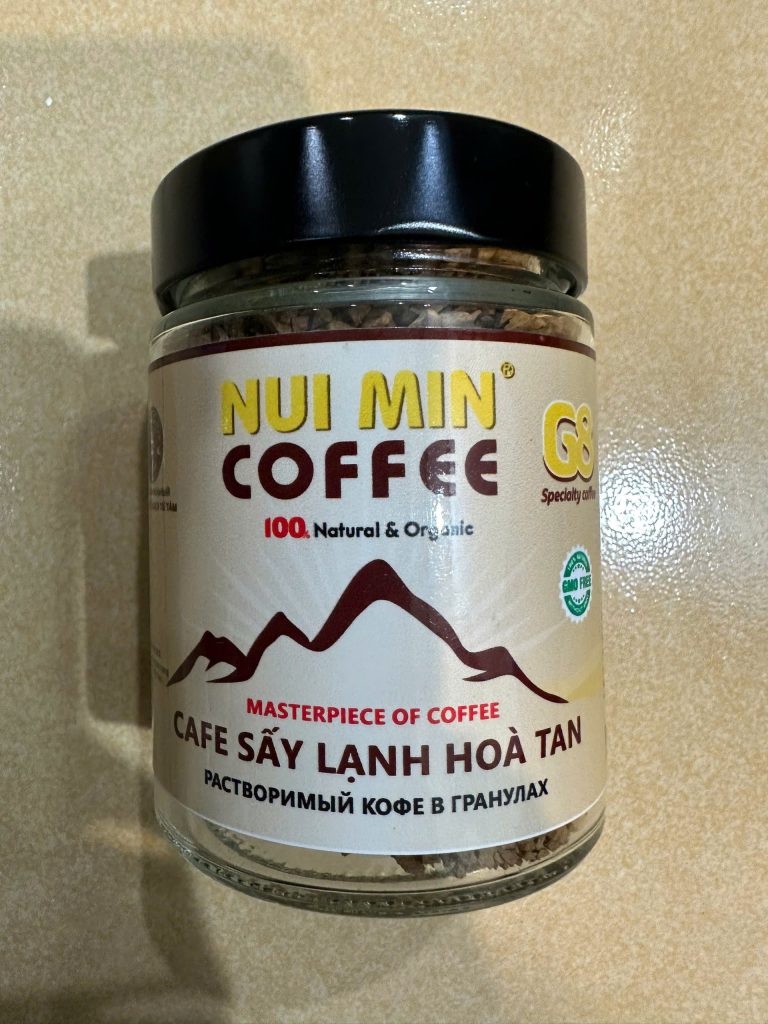 NUI MIN®
COFFEE
100% Natural & Organic
G8
Specialty coffee
GMO FREE
MASTERPIECE OF COFFEE
CAFE SẤY LẠNH HOÀ TAN
РАСТВОРИМЫЙ КОФЕ В ГРАНУЛАХ